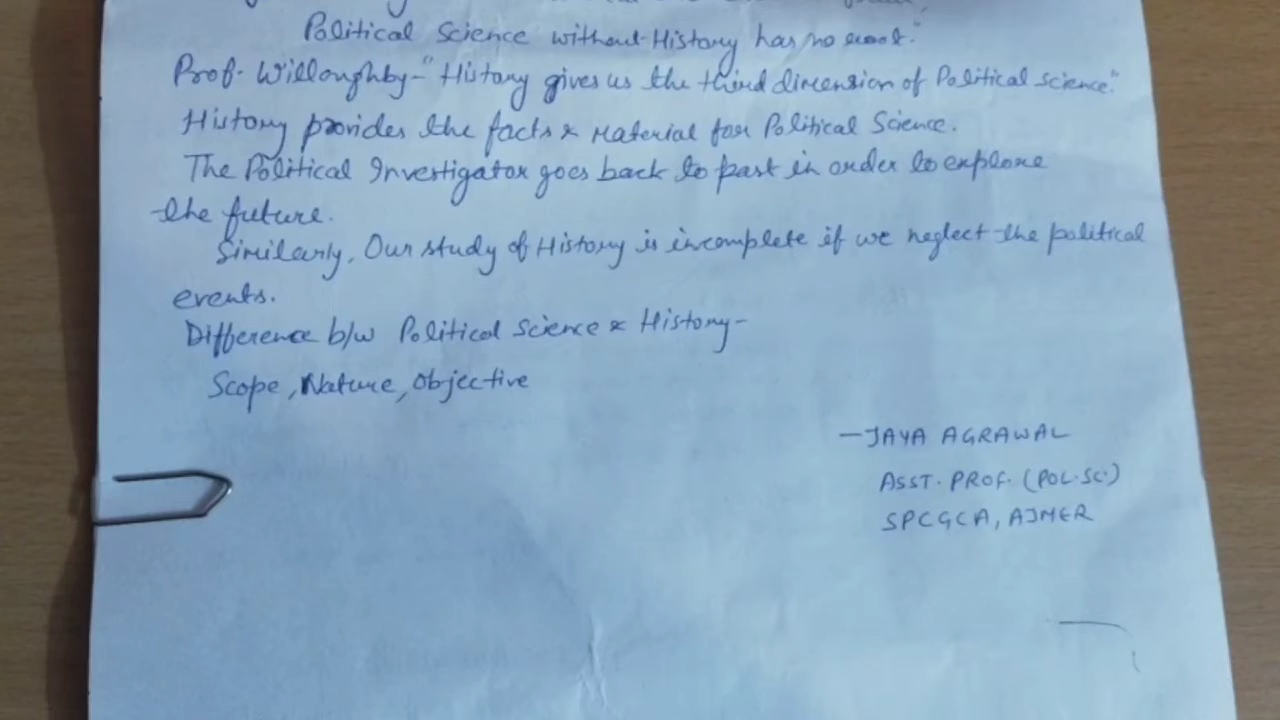 Political Science without History has no root."
Prof. Willoughby-"History gives us the third dimension of Political Science."
History provides the facts & Material for Political Science.
The Political Investigator goes back to past in order to explore
the future.
Similarly, Our study of History is incomplete if we neglect the political
events.
Difference b/w Political Science & History-
Scope, Nature, Objective
-JAYA AGRAWAL
ASST. PROF. (POL.SC.)
SPCGCA, AJMER